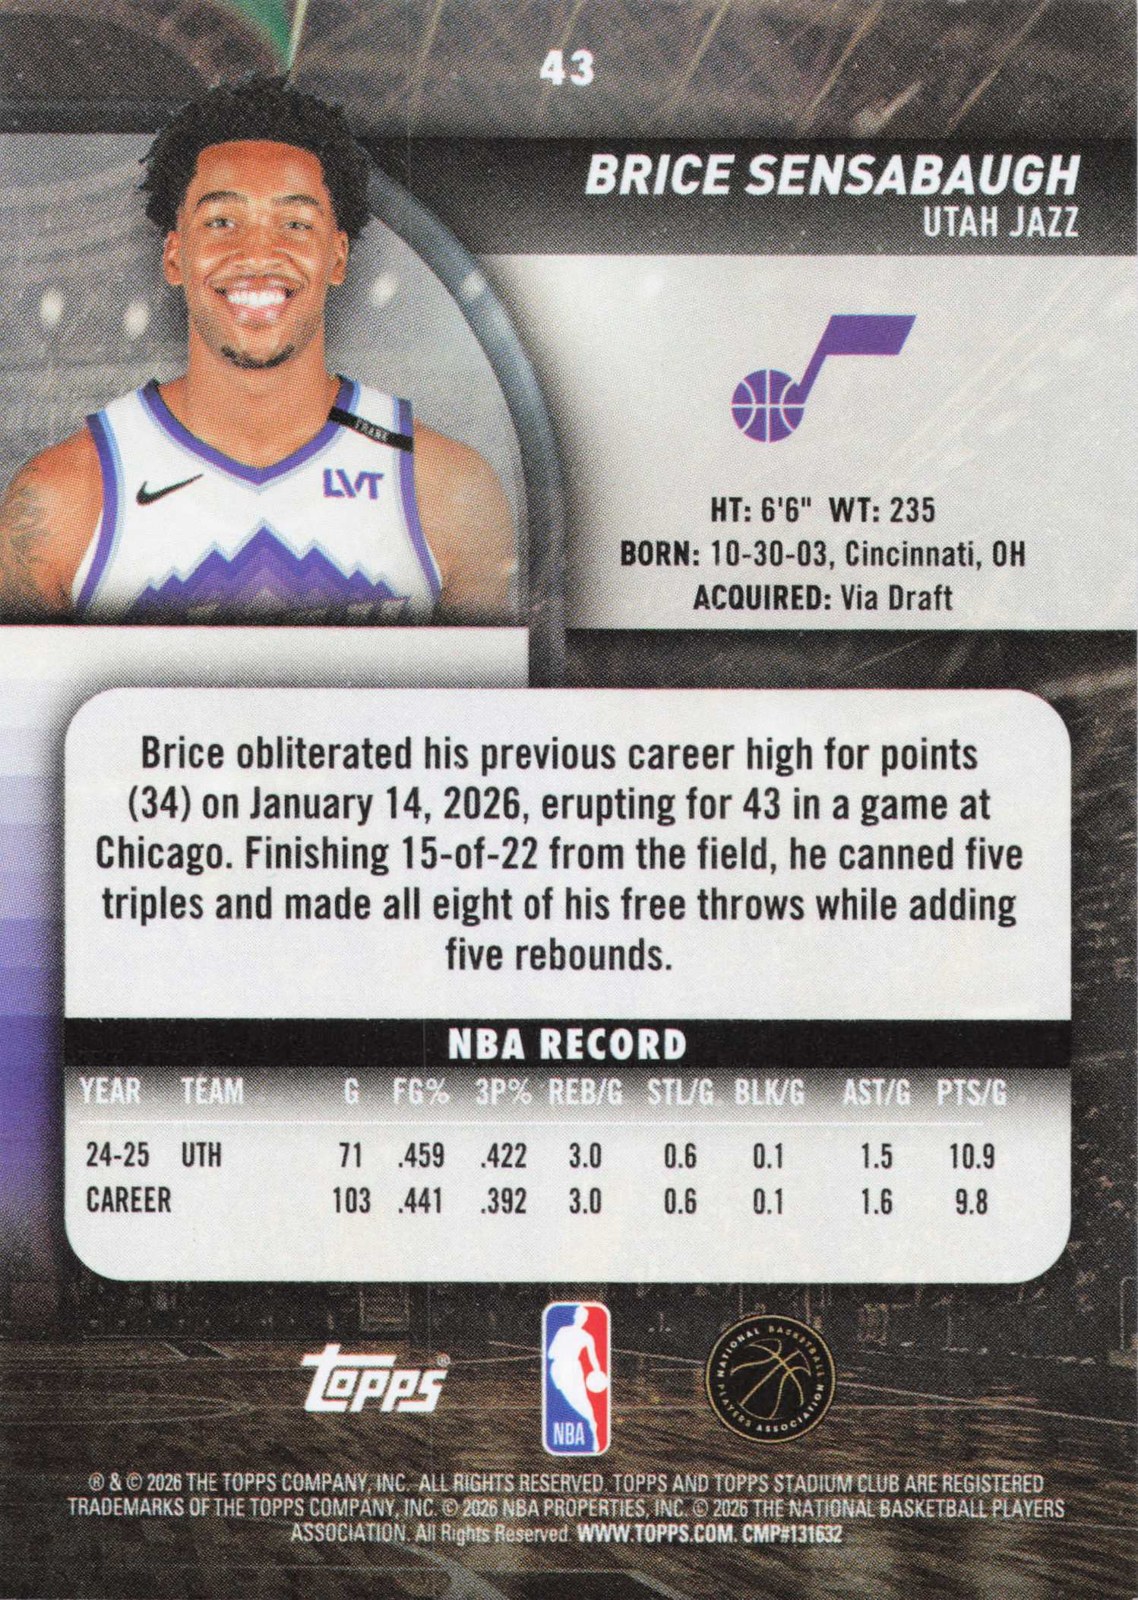 43
BRICE SENSABAUGH
UTAH JAZZ
FRANK
LVT
HT: 6'6" WT: 235
BORN: 10-30-03, Cincinnati, OH
ACQUIRED: Via Draft
Brice obliterated his previous career high for points
(34) on January 14, 2026, erupting for 43 in a game at
Chicago. Finishing 15-of-22 from the field, he canned five
triples and made all eight of his free throws while adding
five rebounds.
NBA RECORD
YEAR TEAM G FG% 3P% REB/G STL/G BLK/G AST/G PTS/G
24-25 UTH 71 .459 .422 3.0 0.6 0.1 1.5 10.9
CAREER 103 .441 .392 3.0 0.6 0.1 1.6 9.8
Topps®
NBA
NATIONAL BASKETBALL PLAYERS ASSOCIATION
® & © 2026 THE TOPPS COMPANY, INC. ALL RIGHTS RESERVED. TOPPS AND TOPPS STADIUM CLUB ARE REGISTERED
TRADEMARKS OF THE TOPPS COMPANY, INC. © 2026 NBA PROPERTIES, INC. © 2026 THE NATIONAL BASKETBALL PLAYERS
ASSOCIATION. All Rights Reserved. WWW.TOPPS.COM. CMP#131632